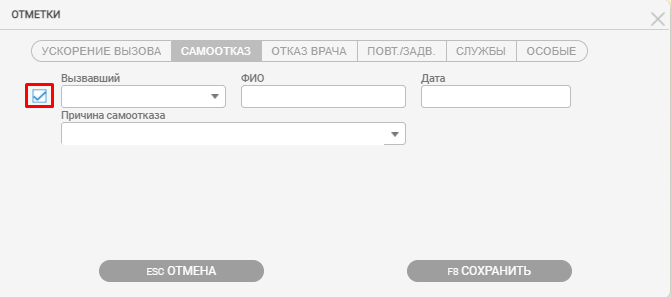 ОТМЕТКИ
УСКОРЕНИЕ ВЫЗОВА САМООТКАЗ ОТКАЗ ВРАЧА ПОВТ./ЗАДВ. СЛУЖБЫ ОСОБЫЕ
Вызвавший ФИО Дата
Причина самоотказа
ESC ОТМЕНА F8 СОХРАНИТЬ